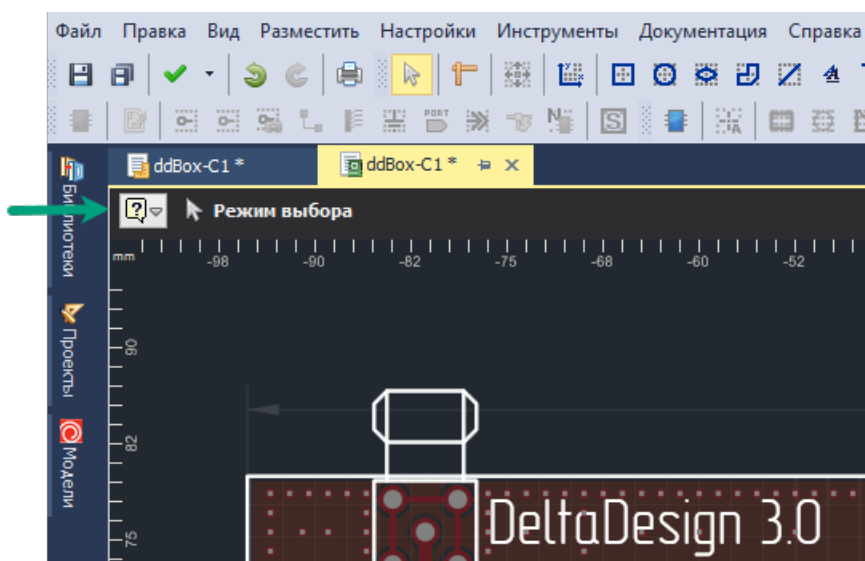 Файл Правка Вид Разместить Настройки Инструменты Документация Справка
PORT
ddBox-C1 * ddBox-C1 *
Библиотеки
Проекты
Модели
Режим выбора
mm -98 -90 -82 -75 -68 -60 -52
90
82
75
DeltaDesign 3.0